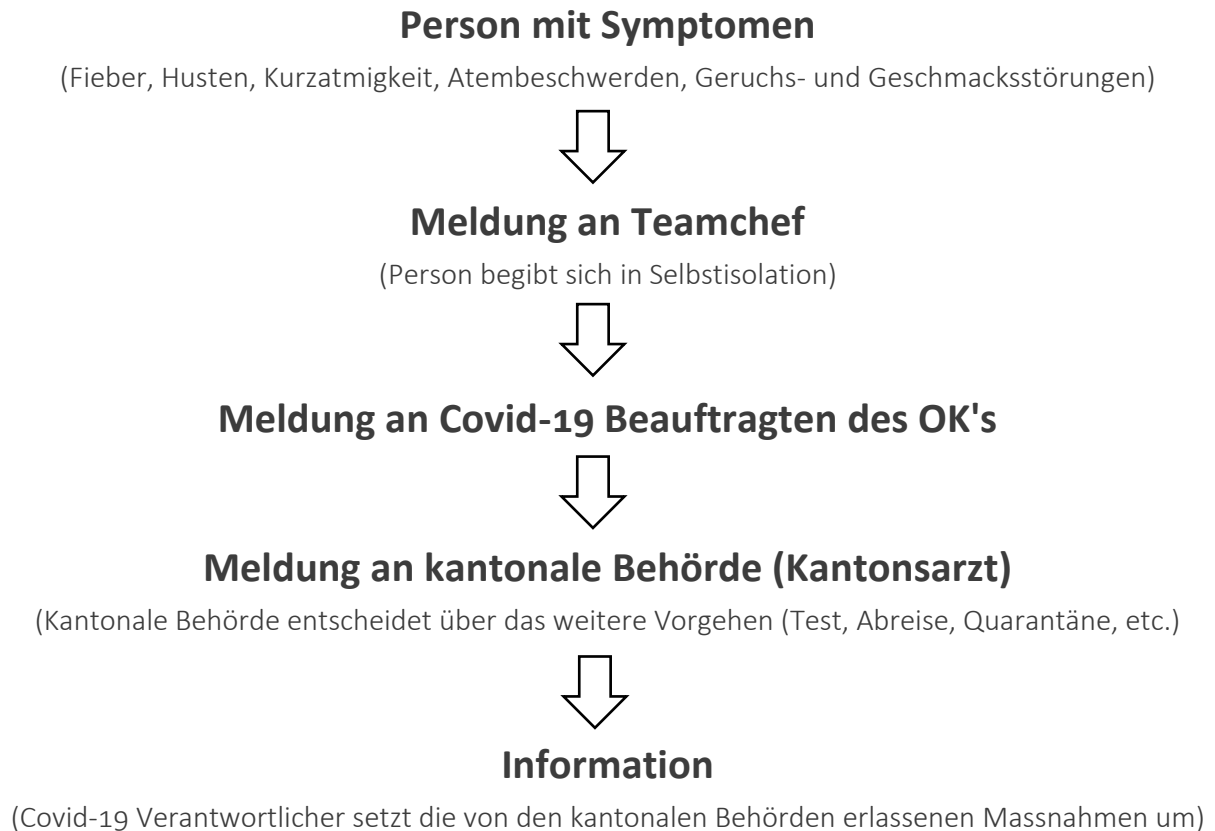 Person mit Symptomen
(Fieber, Husten, Kurzatmigkeit, Atembeschwerden, Geruchs- und Geschmacksstörungen)
Meldung an Teamchef
(Person begibt sich in Selbstisolation)
Meldung an Covid-19 Beauftragten des OK's
Meldung an kantonale Behörde (Kantonsarzt)
(Kantonale Behörde entscheidet über das weitere Vorgehen (Test, Abreise, Quarantäne, etc.)
Information
(Covid-19 Verantwortlicher setzt die von den kantonalen Behörden erlassenen Massnahmen um)